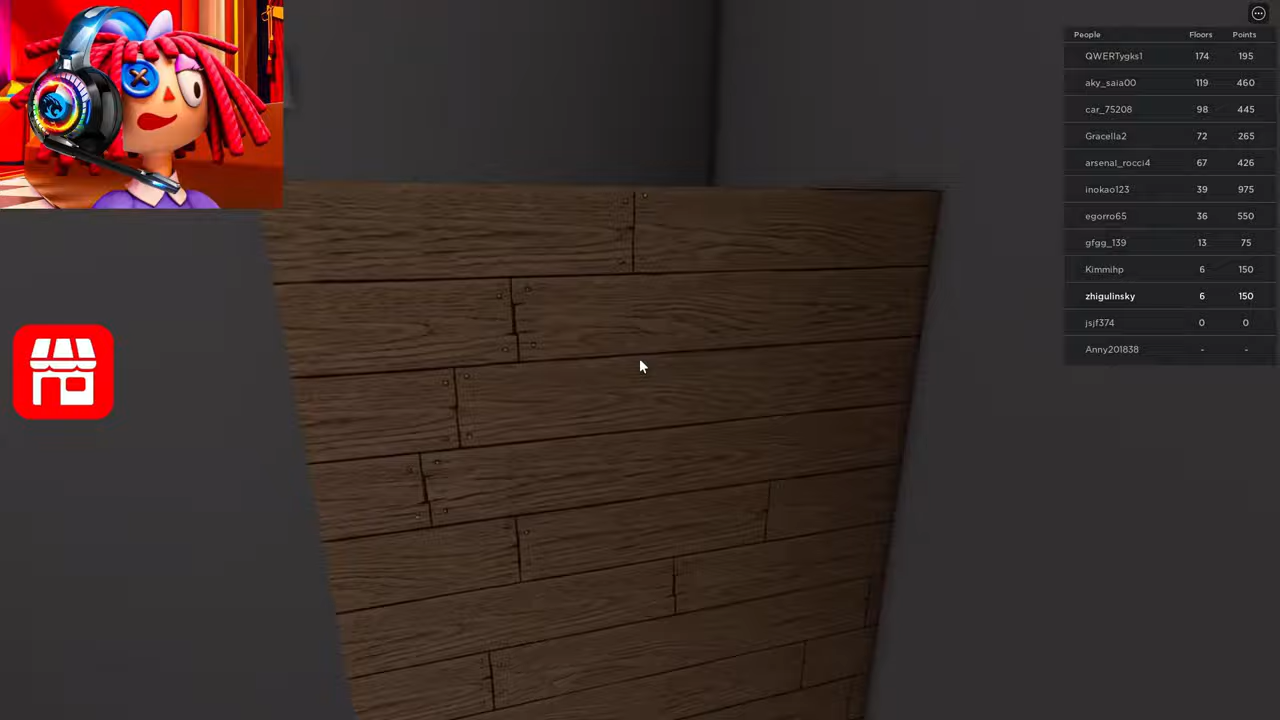 People Floors Points
QWERTygks1 174 195
aky_saia00 119 460
car_75208 98 445
Gracella2 72 265
arsenal_rocci4 67 426
inokao123 39 975
egorro65 36 550
gfgg_139 13 75
Kimmihp 6 150
zhigulinsky 6 150
jsjf374 0 0
Anny201838 - -